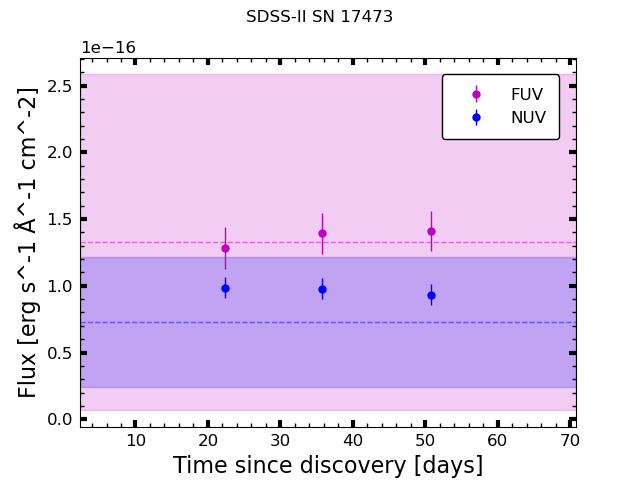 SDSS-II SN 17473
1e−16
2.5
2.0
1.5
1.0
0.5
0.0
Flux [erg s^-1 Å^-1 cm^-2]
FUV
NUV
10 20 30 40 50 60 70
Time since discovery [days]